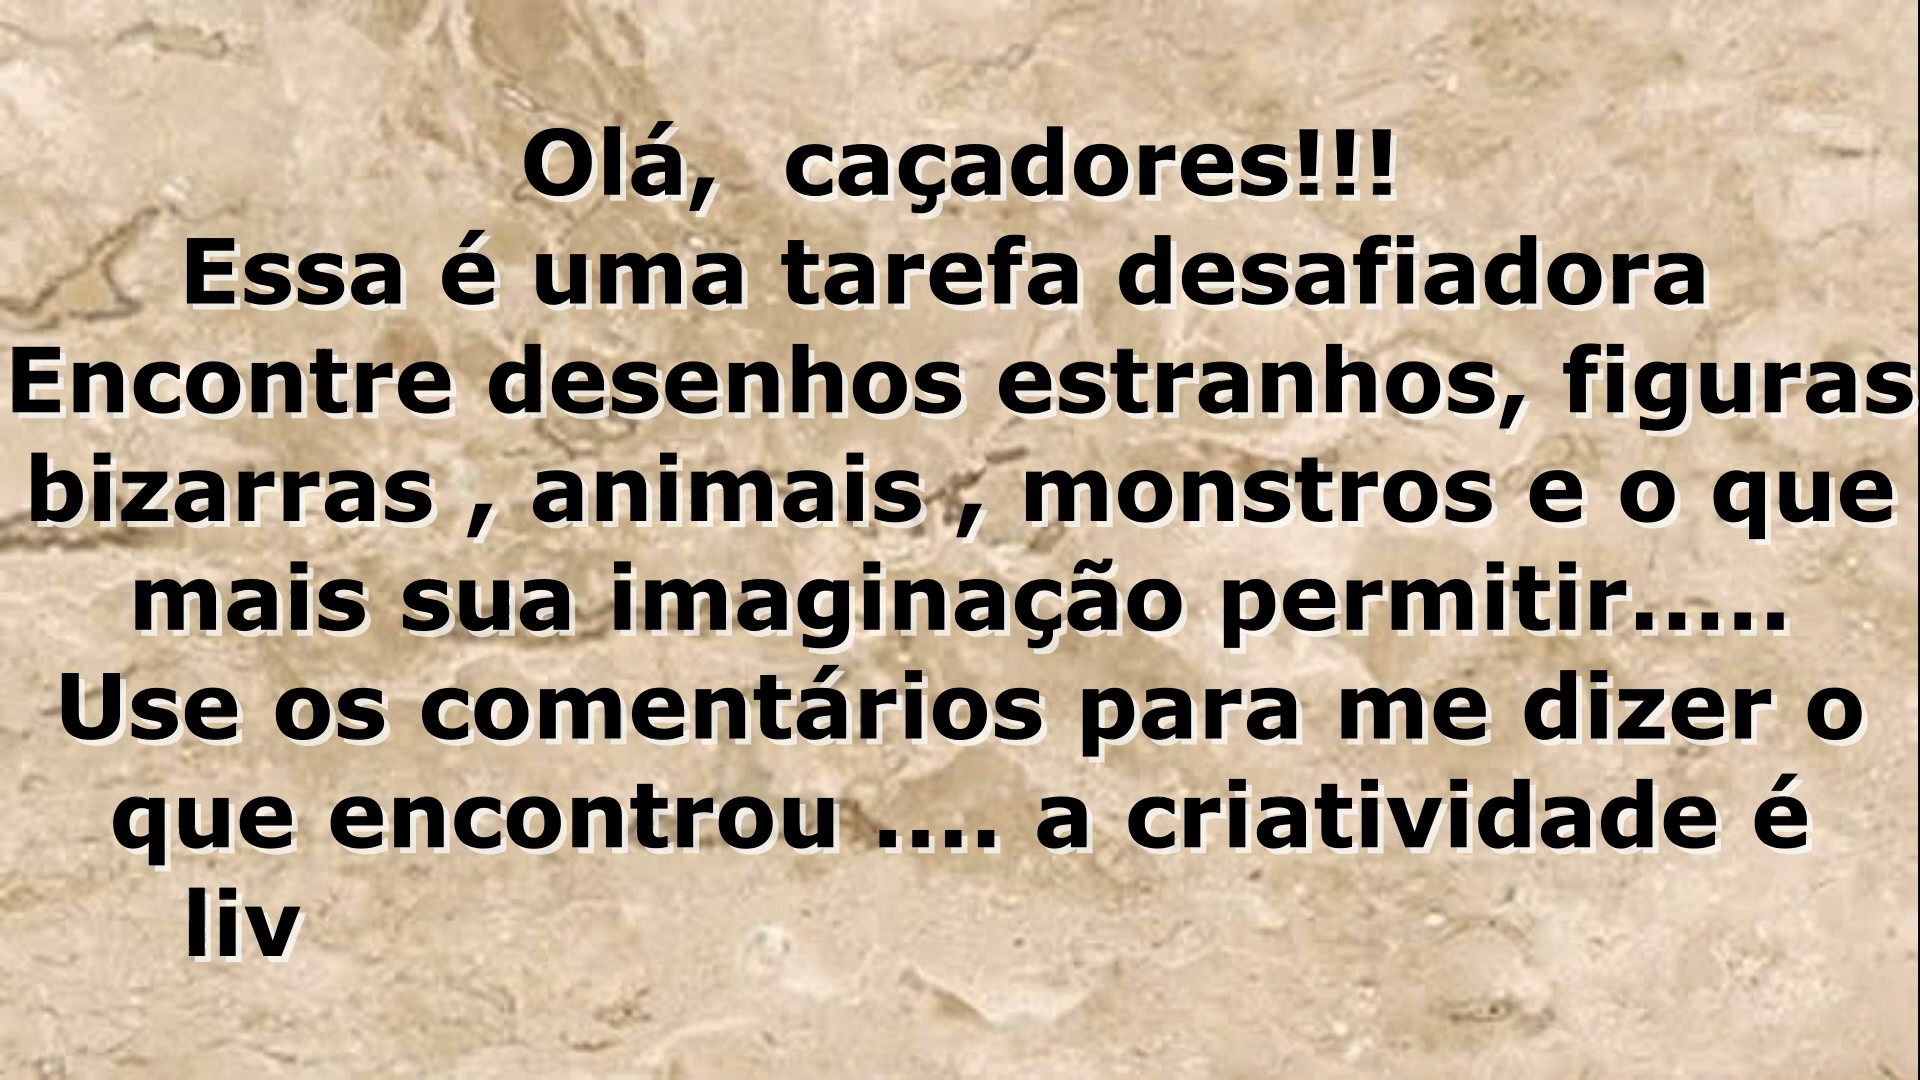 Olá,  caçadores!!!
Essa é uma tarefa desafiadora
Encontre desenhos estranhos, figuras
bizarras , animais , monstros e o que
mais sua imaginação permitir.....
Use os comentários para me dizer o
que encontrou .... a criatividade é
liv